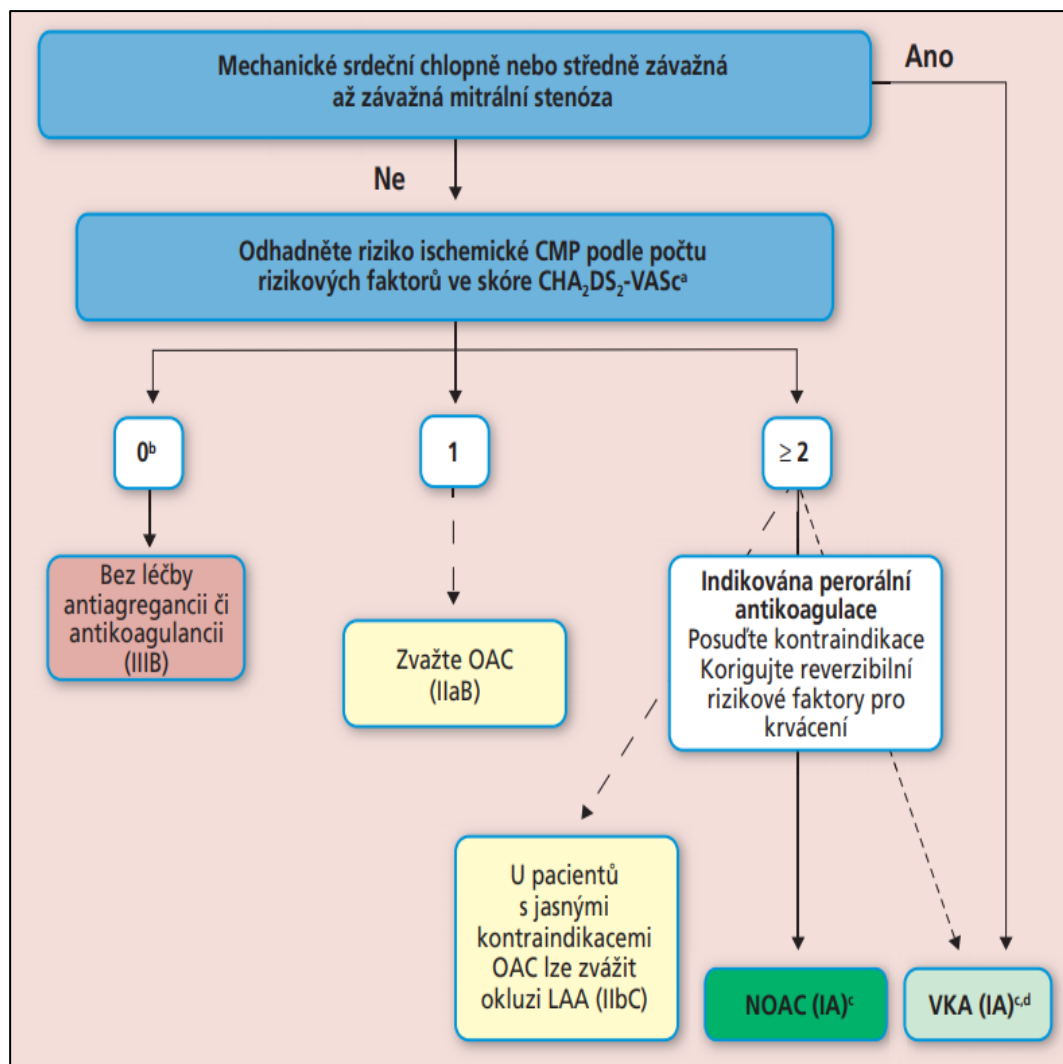 Mechanické srdeční chlopně nebo středně závažná
až závažná mitrální stenóza
Ano
Ne
Odhadněte riziko ischemické CMP podle počtu
rizikových faktorů ve skóre CHA₂DS₂-VAScᵃ
0ᵇ
1
≥ 2
Bez léčby
antiagregancii či
antikoagulancii
(IIIB)
Zvažte OAC
(IIaB)
Indikována perorální
antikoagulace
Posuďte kontraindikace
Korigujte reverzibilní
rizikové faktory pro
krvácení
U pacientů
s jasnými
kontraindikacemi
OAC lze zvážit
okluzi LAA (IIbC)
NOAC (IA)ᶜ
VKA (IA)ᶜ,ᵈ